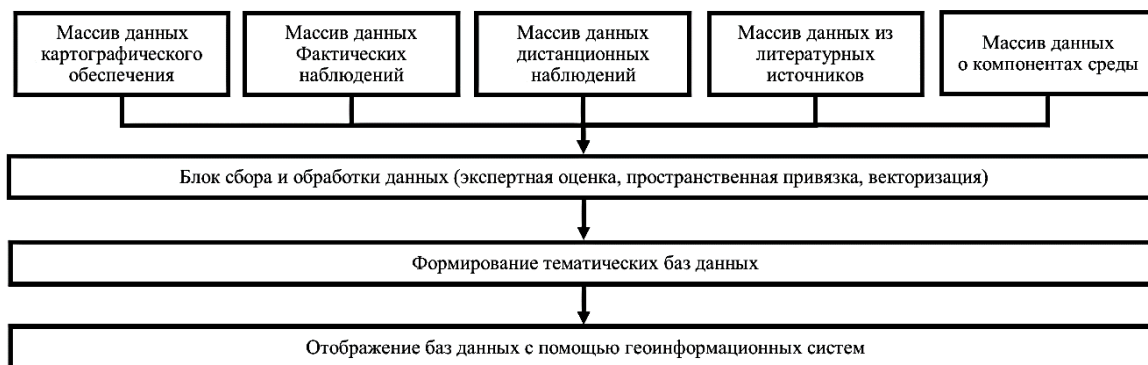 Массив данных
картографического
обеспечения
Массив данных
Фактических
наблюдений
Массив данных
дистанционных
наблюдений
Массив данных из
литературных
источников
Массив данных
о компонентах среды
Блок сбора и обработки данных (экспертная оценка, пространственная привязка, векторизация)
Формирование тематических баз данных
Отображение баз данных с помощью геоинформационных систем